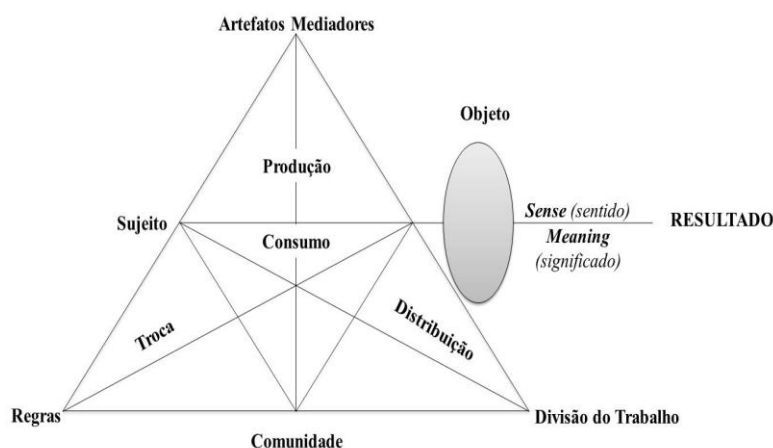 Artefatos Mediadores
Objeto
Produção
Sujeito
Sense (sentido)
RESULTADO
Consumo
Meaning
(significado)
Troca
Distribuição
Regras
Divisão do Trabalho
Comunidade